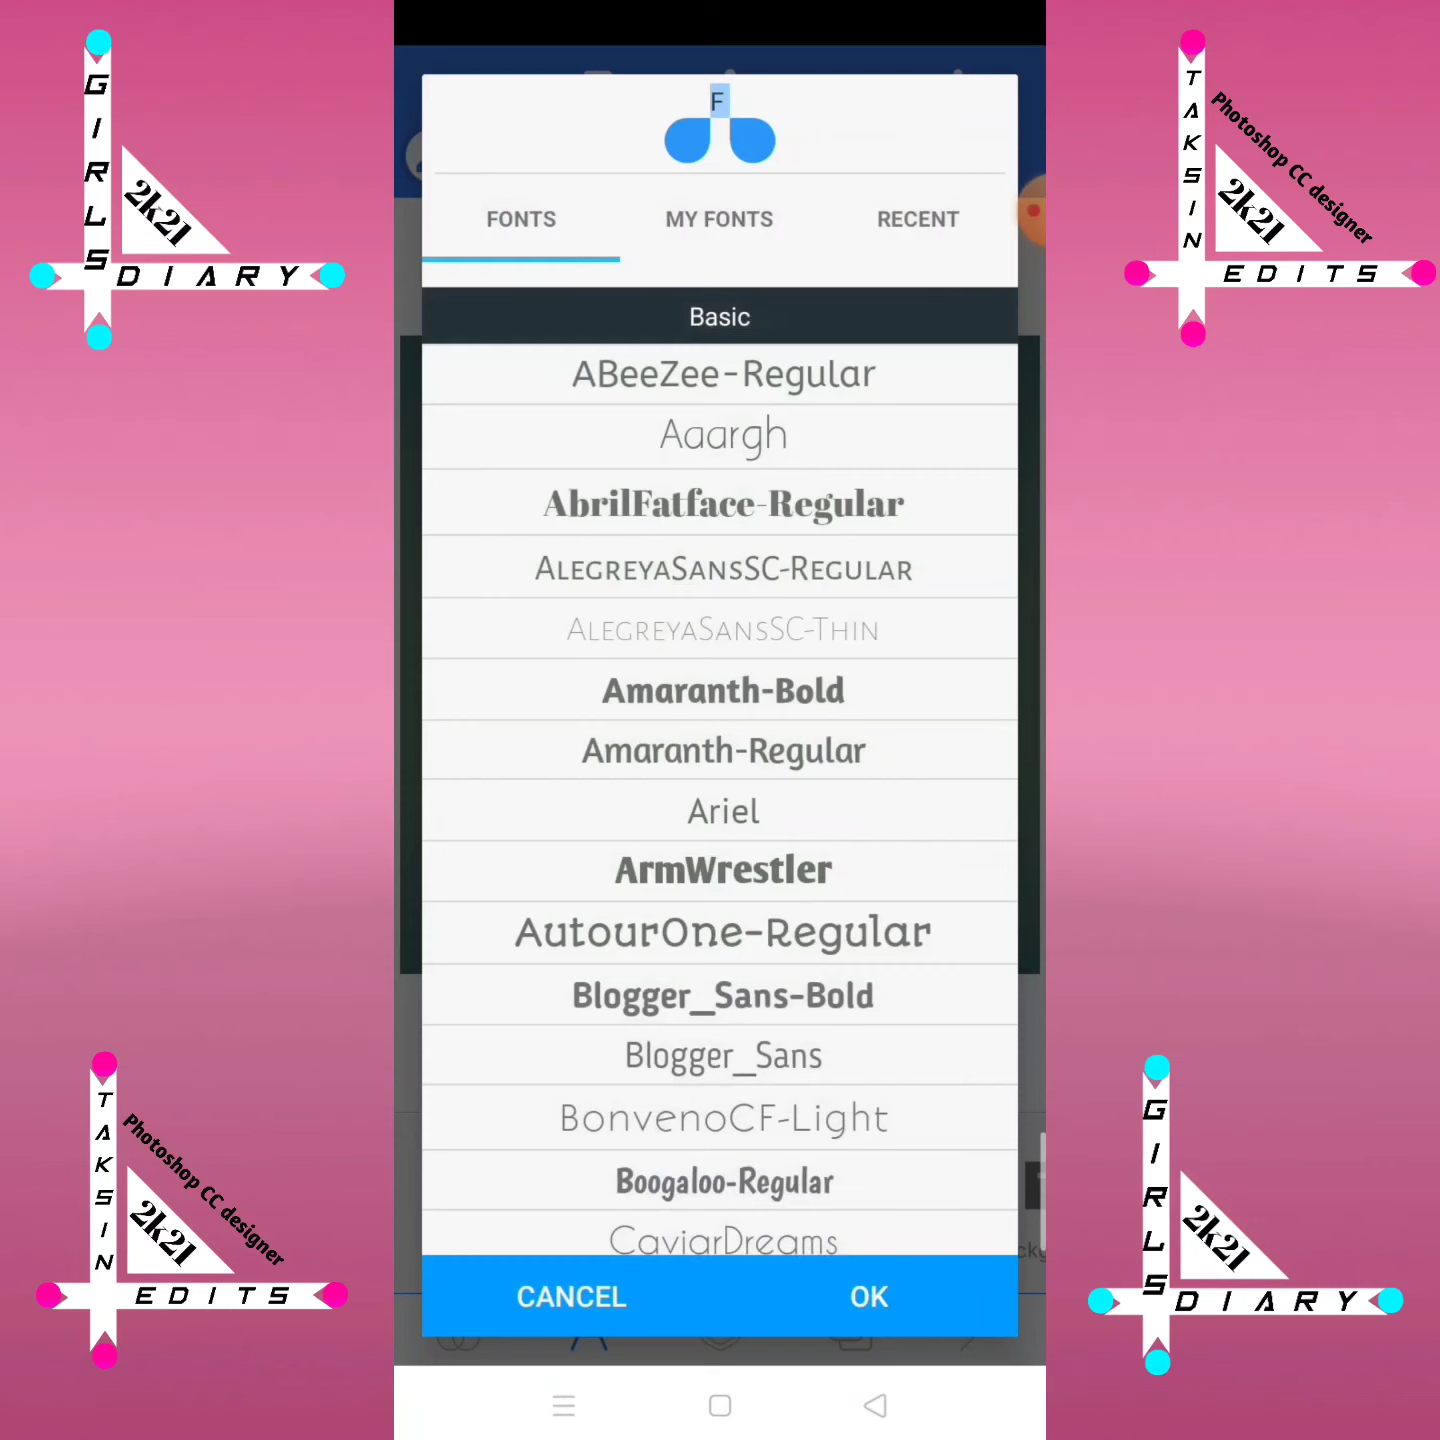 GIRLS
DIARY
2k21
TAKSIN
EDITS
Photoshop CC designer
2k21
F
FONTS
MY FONTS
RECENT
Basic
ABeeZee-Regular
Aaargh
AbrilFatface-Regular
AlegreyaSansSC-Regular
AlegreyaSansSC-Thin
Amaranth-Bold
Amaranth-Regular
Ariel
ArmWrestler
AutourOne-Regular
Blogger_Sans-Bold
Blogger_Sans
BonvenoCF-Light
Boogaloo-Regular
CaviarDreams
CANCEL
OK
TAKSIN
EDITS
Photoshop CC designer
2k21
GIRLS
DIARY
2k21